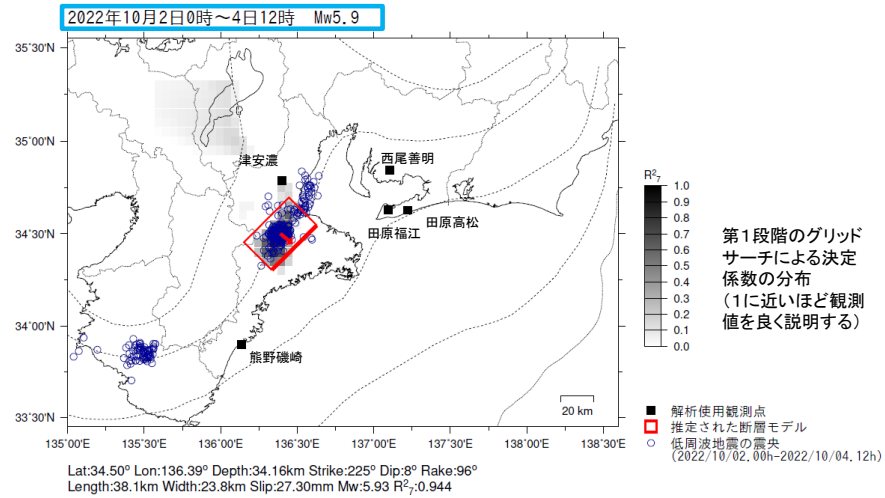 2022年10月2日0時～4日12時 Mw5.9
35˚30'N
35˚00'N
34˚30'N
34˚00'N
33˚30'N
135˚00'E
135˚30'E
136˚00'E
136˚30'E
137˚00'E
137˚30'E
138˚00'E
138˚30'E
津安濃
西尾善明
田原福江
田原高松
熊野磯崎
20 km
R²₇
1.0
0.9
0.8
0.7
0.6
0.5
0.4
0.3
0.2
0.1
0.0
第１段階のグリッド
サーチによる決定
係数の分布
（１に近いほど観測
値を良く説明する）
解析使用観測点
推定された断層モデル
低周波地震の震央
(2022/10/02.00h-2022/10/04.12h)
Lat:34.50° Lon:136.39° Depth:34.16km Strike:225° Dip:8° Rake:96°
Length:38.1km Width:23.8km Slip:27.30mm Mw:5.93 R²₇:0.944